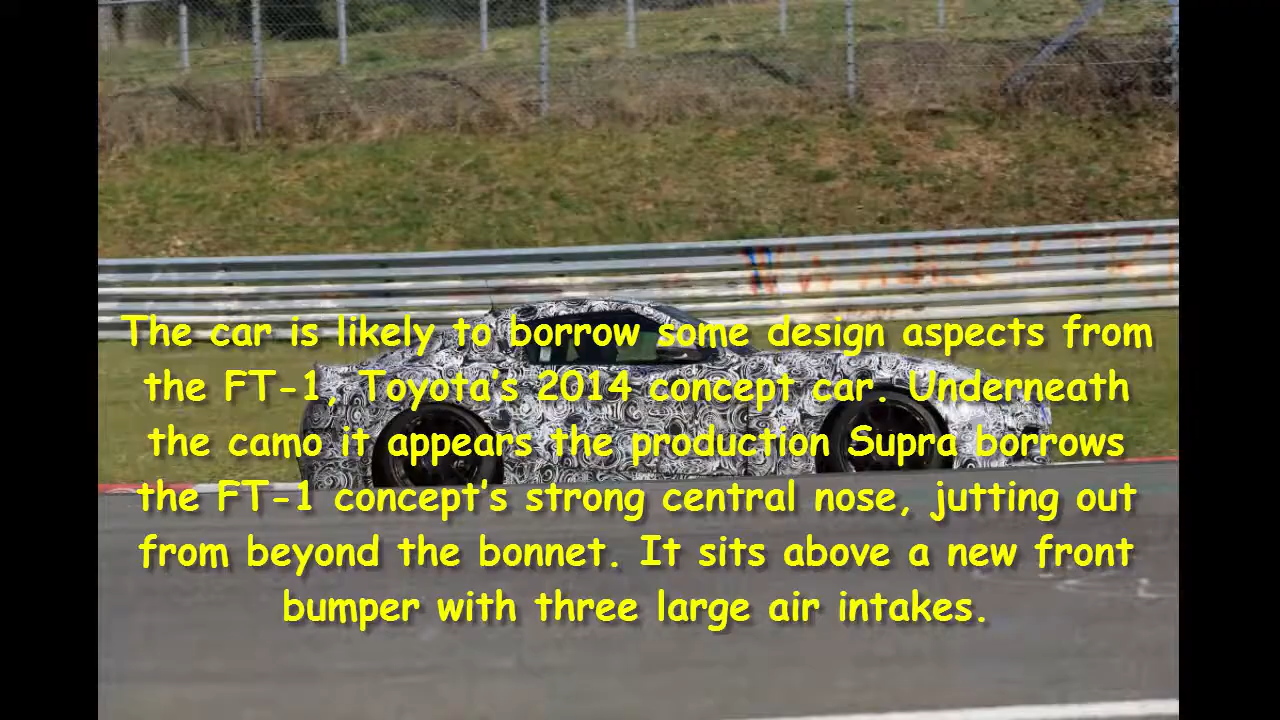 The car is likely to borrow some design aspects from
the FT-1, Toyota's 2014 concept car. Underneath
the camo it appears the production Supra borrows
the FT-1 concept's strong central nose, jutting out
from beyond the bonnet. It sits above a new front
bumper with three large air intakes.